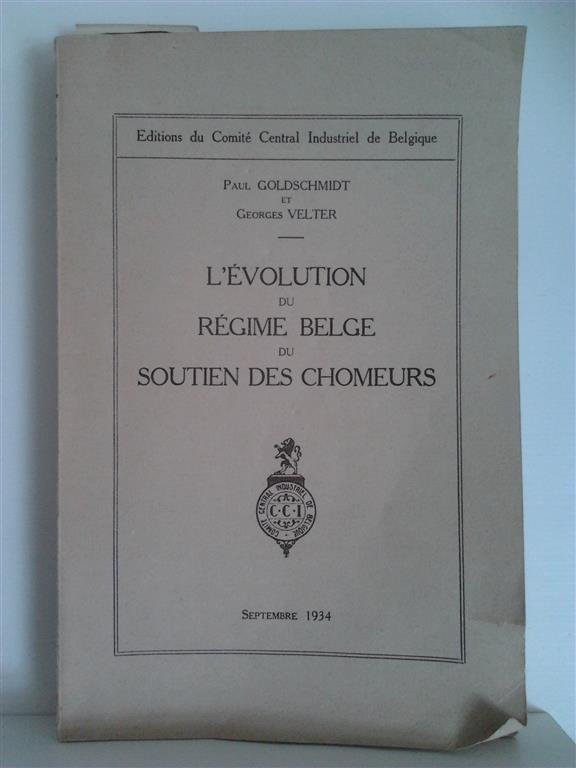 Editions du Comité Central Industriel de Belgique
PAUL GOLDSCHMIDT
ET
GEORGES VELTER
L'ÉVOLUTION
DU
RÉGIME BELGE
DU
SOUTIEN DES CHOMEURS
COMITÉ CENTRAL INDUSTRIEL DE BELGIQUE
C·C·I
SEPTEMBRE 1934